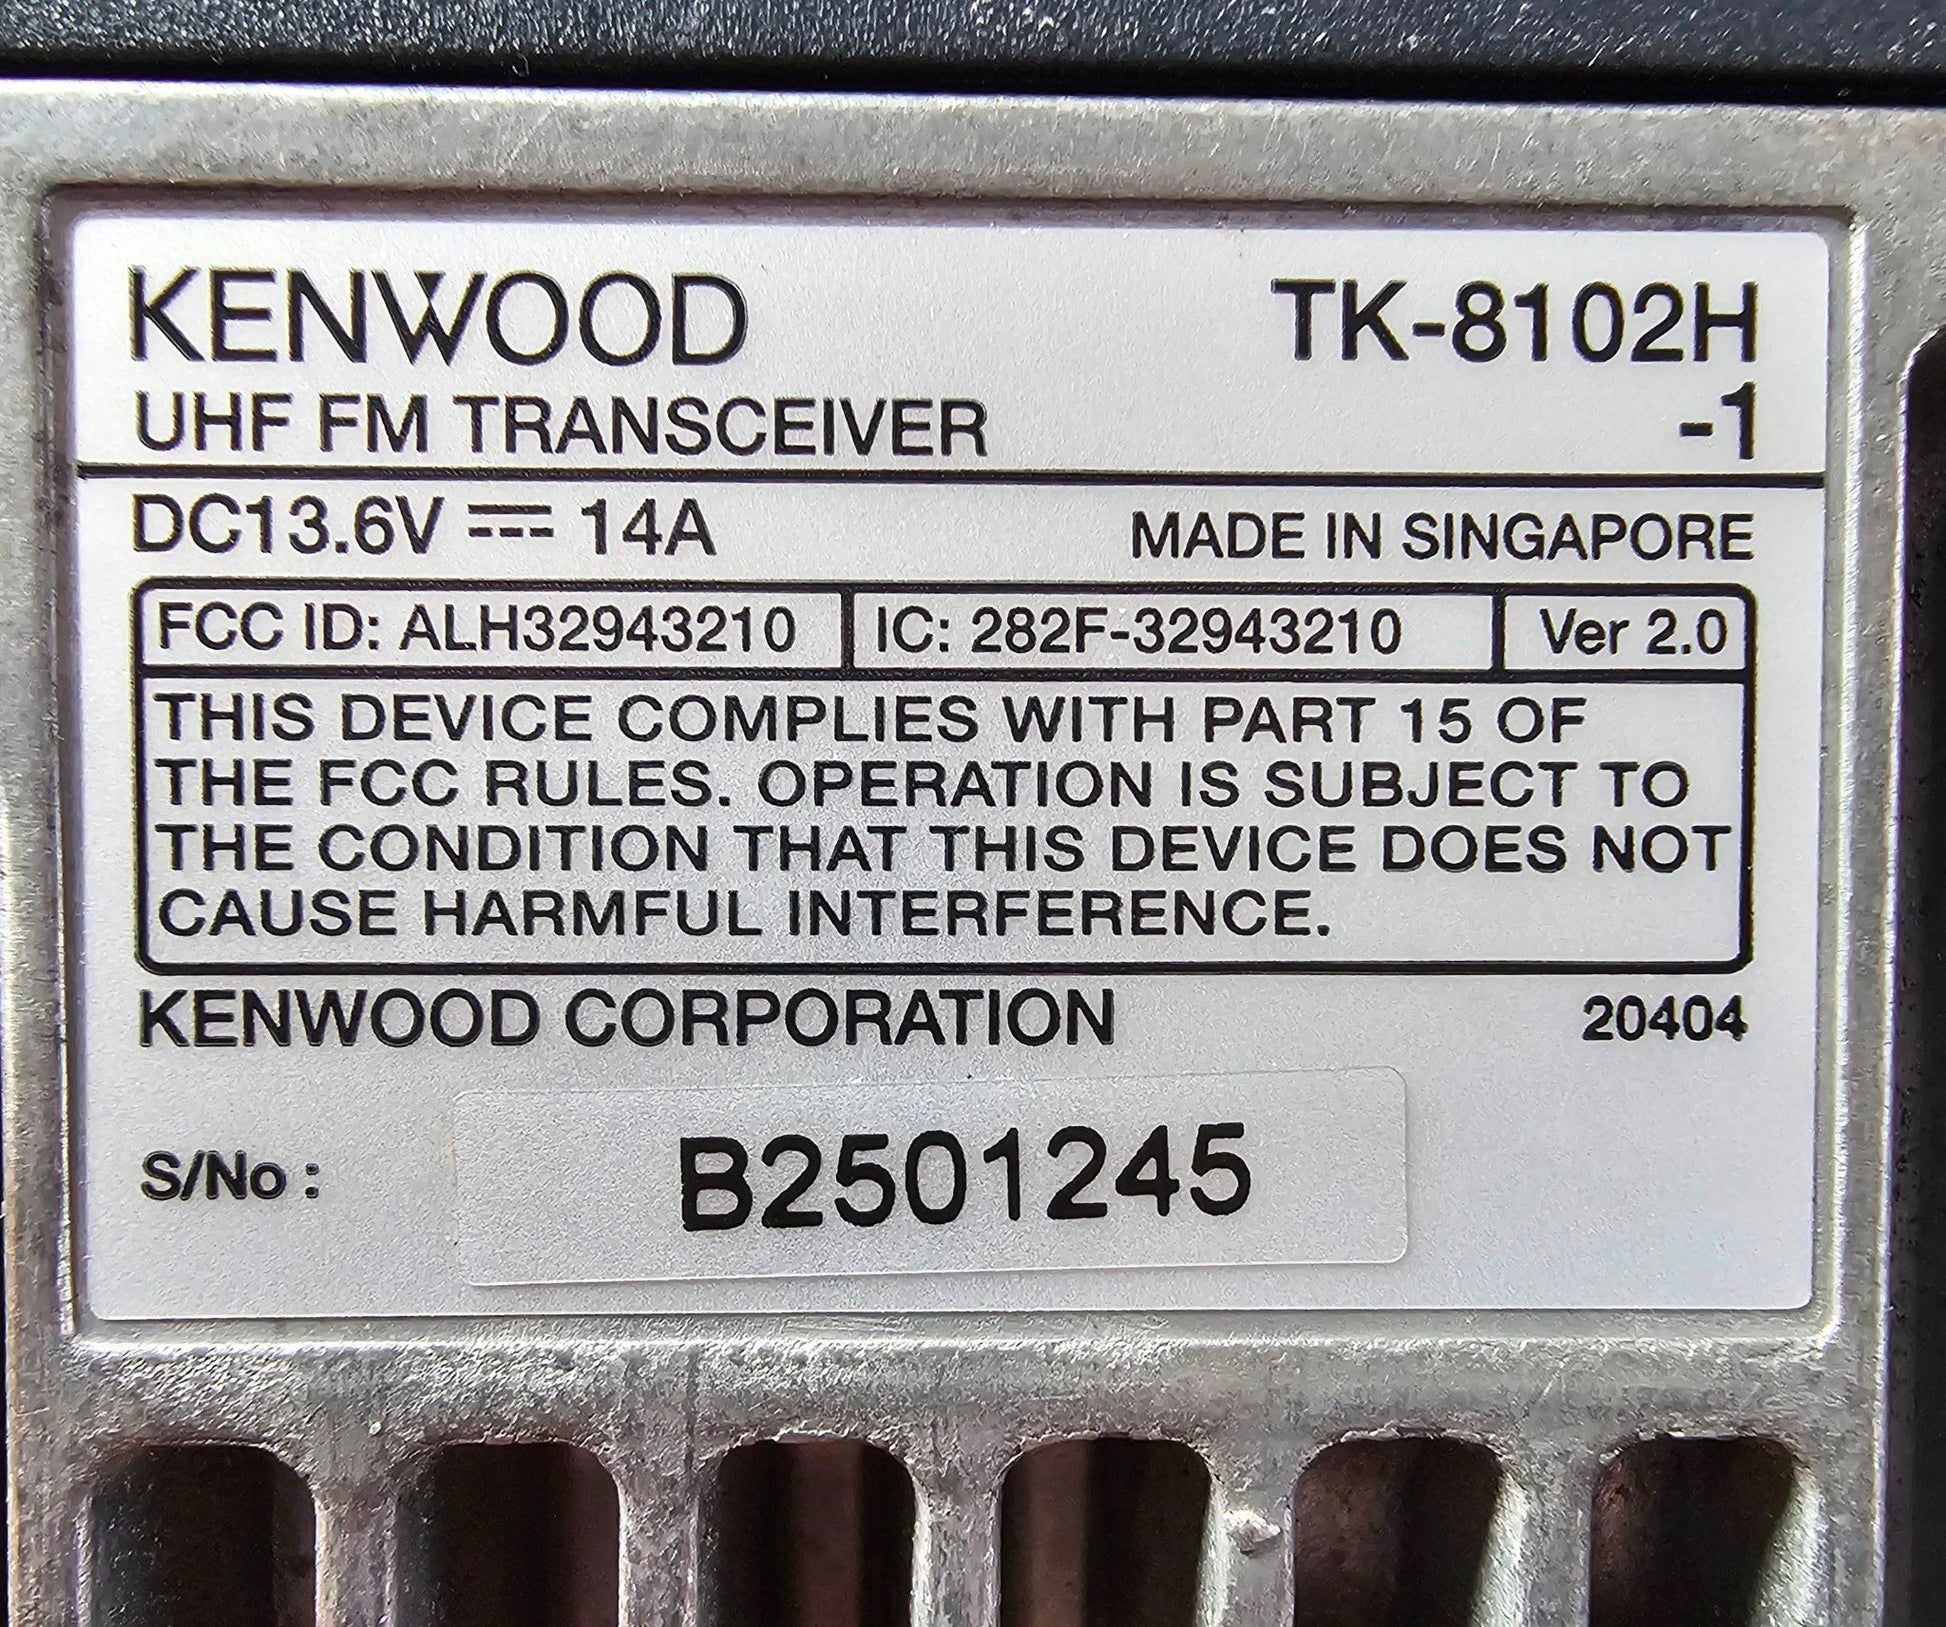 KENWOOD TK-8102H
UHF FM TRANSCEIVER -1
DC13.6V ⎓ 14A MADE IN SINGAPORE
FCC ID: ALH32943210 IC: 282F-32943210 Ver 2.0
THIS DEVICE COMPLIES WITH PART 15 OF
THE FCC RULES. OPERATION IS SUBJECT TO
THE CONDITION THAT THIS DEVICE DOES NOT
CAUSE HARMFUL INTERFERENCE.
KENWOOD CORPORATION 20404
S/No : B2501245